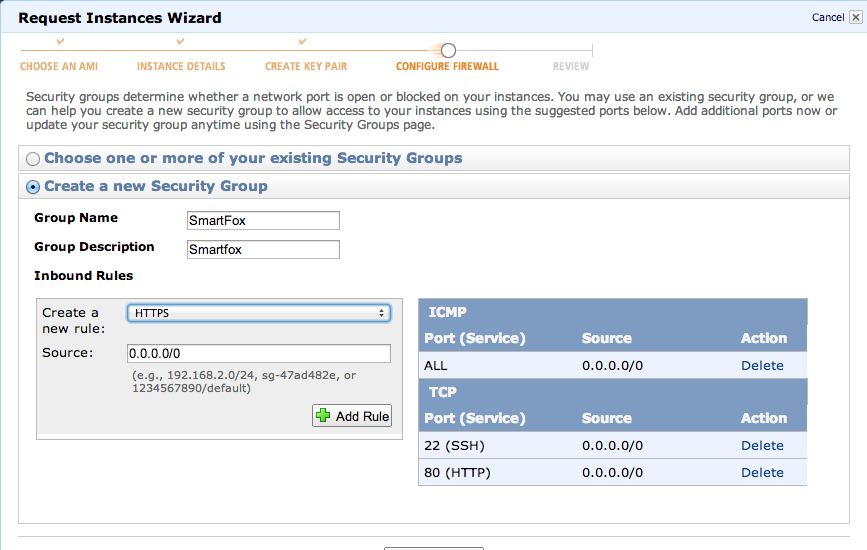 Request Instances Wizard
Cancel
CHOOSE AN AMI INSTANCE DETAILS CREATE KEY PAIR CONFIGURE FIREWALL REVIEW
Security groups determine whether a network port is open or blocked on your instances. You may use an existing security group, or we
can help you create a new security group to allow access to your instances using the suggested ports below. Add additional ports now or
update your security group anytime using the Security Groups page.
Choose one or more of your existing Security Groups
Create a new Security Group
Group Name SmartFox
Group Description Smartfox
Inbound Rules
Create a new rule: HTTPS
Source: 0.0.0.0/0
(e.g., 192.168.2.0/24, sg-47ad482e, or
1234567890/default)
Add Rule
ICMP
Port (Service) Source Action
ALL 0.0.0.0/0 Delete
TCP
Port (Service) Source Action
22 (SSH) 0.0.0.0/0 Delete
80 (HTTP) 0.0.0.0/0 Delete